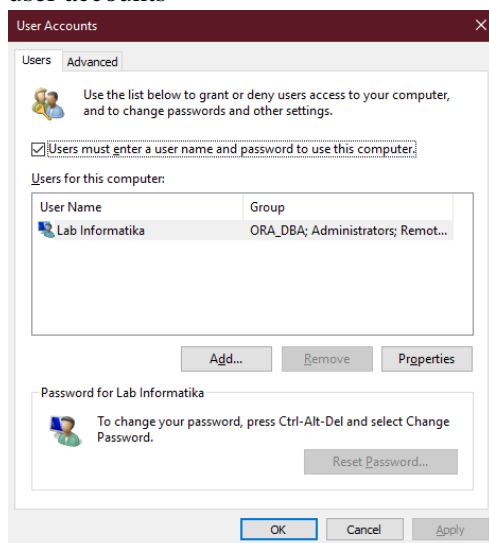 user accounts
User Accounts
Users Advanced
Use the list below to grant or deny users access to your computer,
and to change passwords and other settings.
Users must enter a user name and password to use this computer.
Users for this computer:
User Name Group
Lab Informatika ORA_DBA; Administrators; Remot...
Add... Remove Properties
Password for Lab Informatika
To change your password, press Ctrl-Alt-Del and select Change
Password.
Reset Password...
OK Cancel Apply